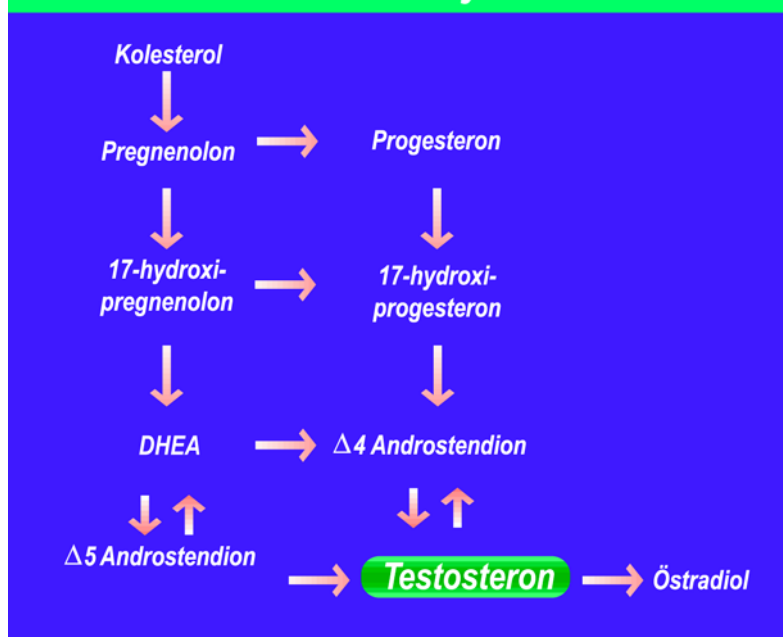 Kolesterol
Pregnenolon
Progesteron
17-hydroxi-
pregnenolon
17-hydroxi-
progesteron
DHEA
Δ4 Androstendion
Δ5 Androstendion
Testosteron
Östradiol